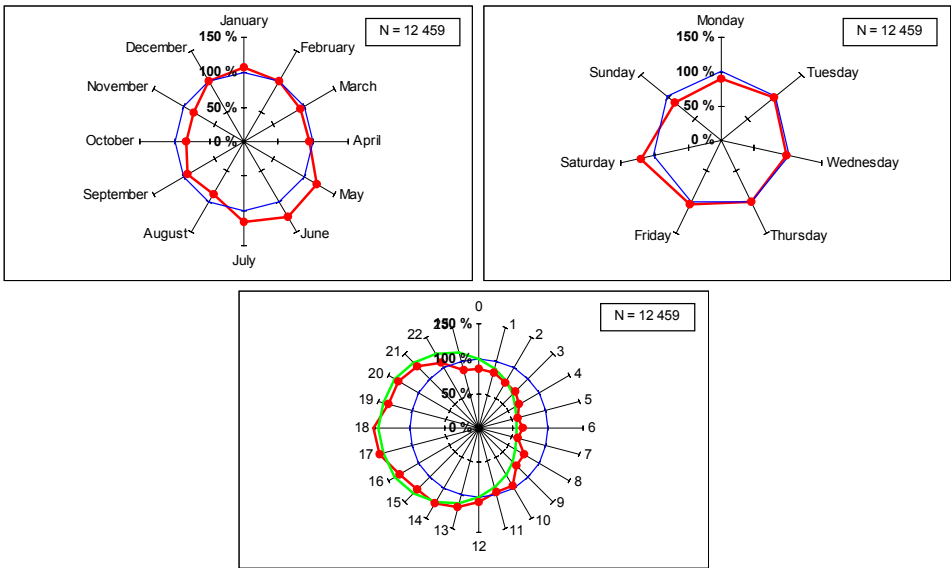 January
150 %
N = 12 459
December
February
100 %
November
March
50 %
October
0 %
April
September
May
August
June
July
Monday
150 %
N = 12 459
Sunday
100 %
Tuesday
50 %
Saturday
0 %
Wednesday
Friday
Thursday
0
150 %
N = 12 459
1
22
2
21
100 %
3
20
4
50 %
19
5
18
0 %
6
17
7
16
8
15
9
14
10
13
11
12